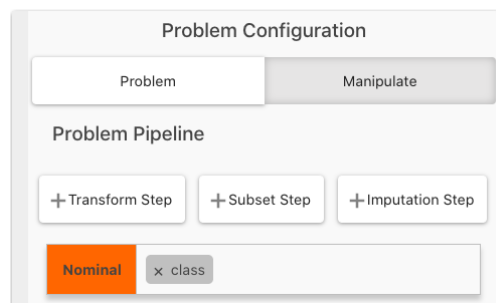 Problem Configuration
Problem Manipulate
Problem Pipeline
+Transform Step +Subset Step +Imputation Step
Nominal × class